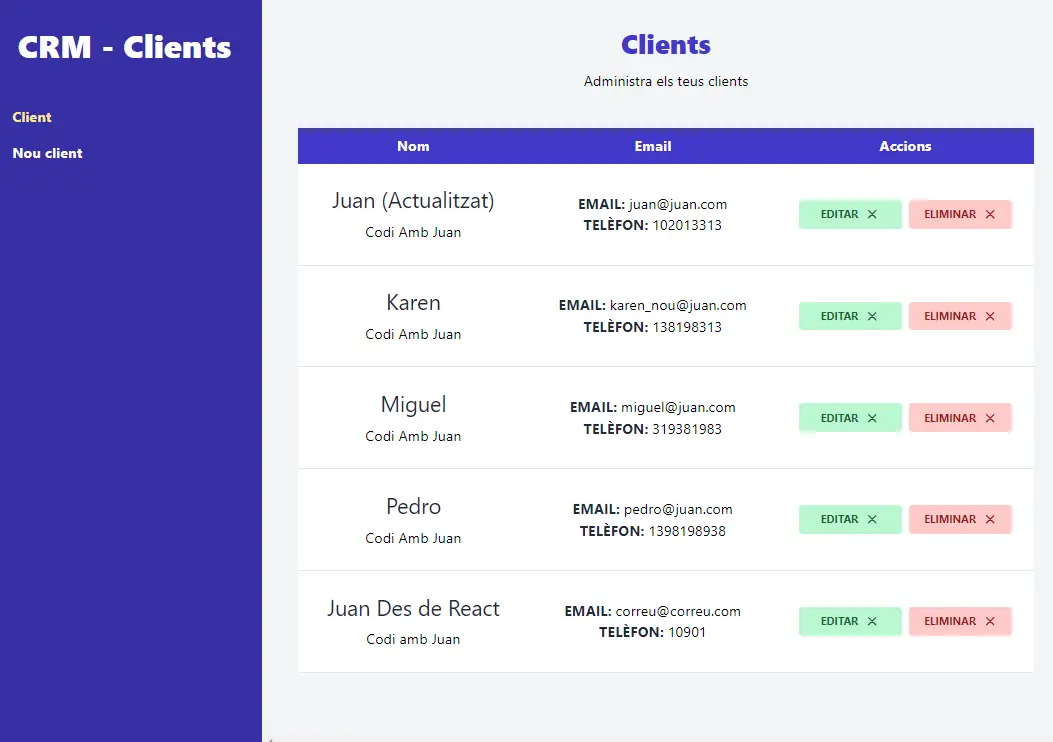 CRM - Clients
Client
Nou client
Clients
Administra els teus clients
Nom Email Accions
Juan (Actualitzat)
Codi Amb Juan
EMAIL: juan@juan.com
TELÈFON: 102013313
EDITAR ELIMINAR
Karen
Codi Amb Juan
EMAIL: karen_nou@juan.com
TELÈFON: 138198313
EDITAR ELIMINAR
Miguel
Codi Amb Juan
EMAIL: miguel@juan.com
TELÈFON: 319381983
EDITAR ELIMINAR
Pedro
Codi Amb Juan
EMAIL: pedro@juan.com
TELÈFON: 1398198938
EDITAR ELIMINAR
Juan Des de React
Codi amb Juan
EMAIL: correu@correu.com
TELÈFON: 10901
EDITAR ELIMINAR